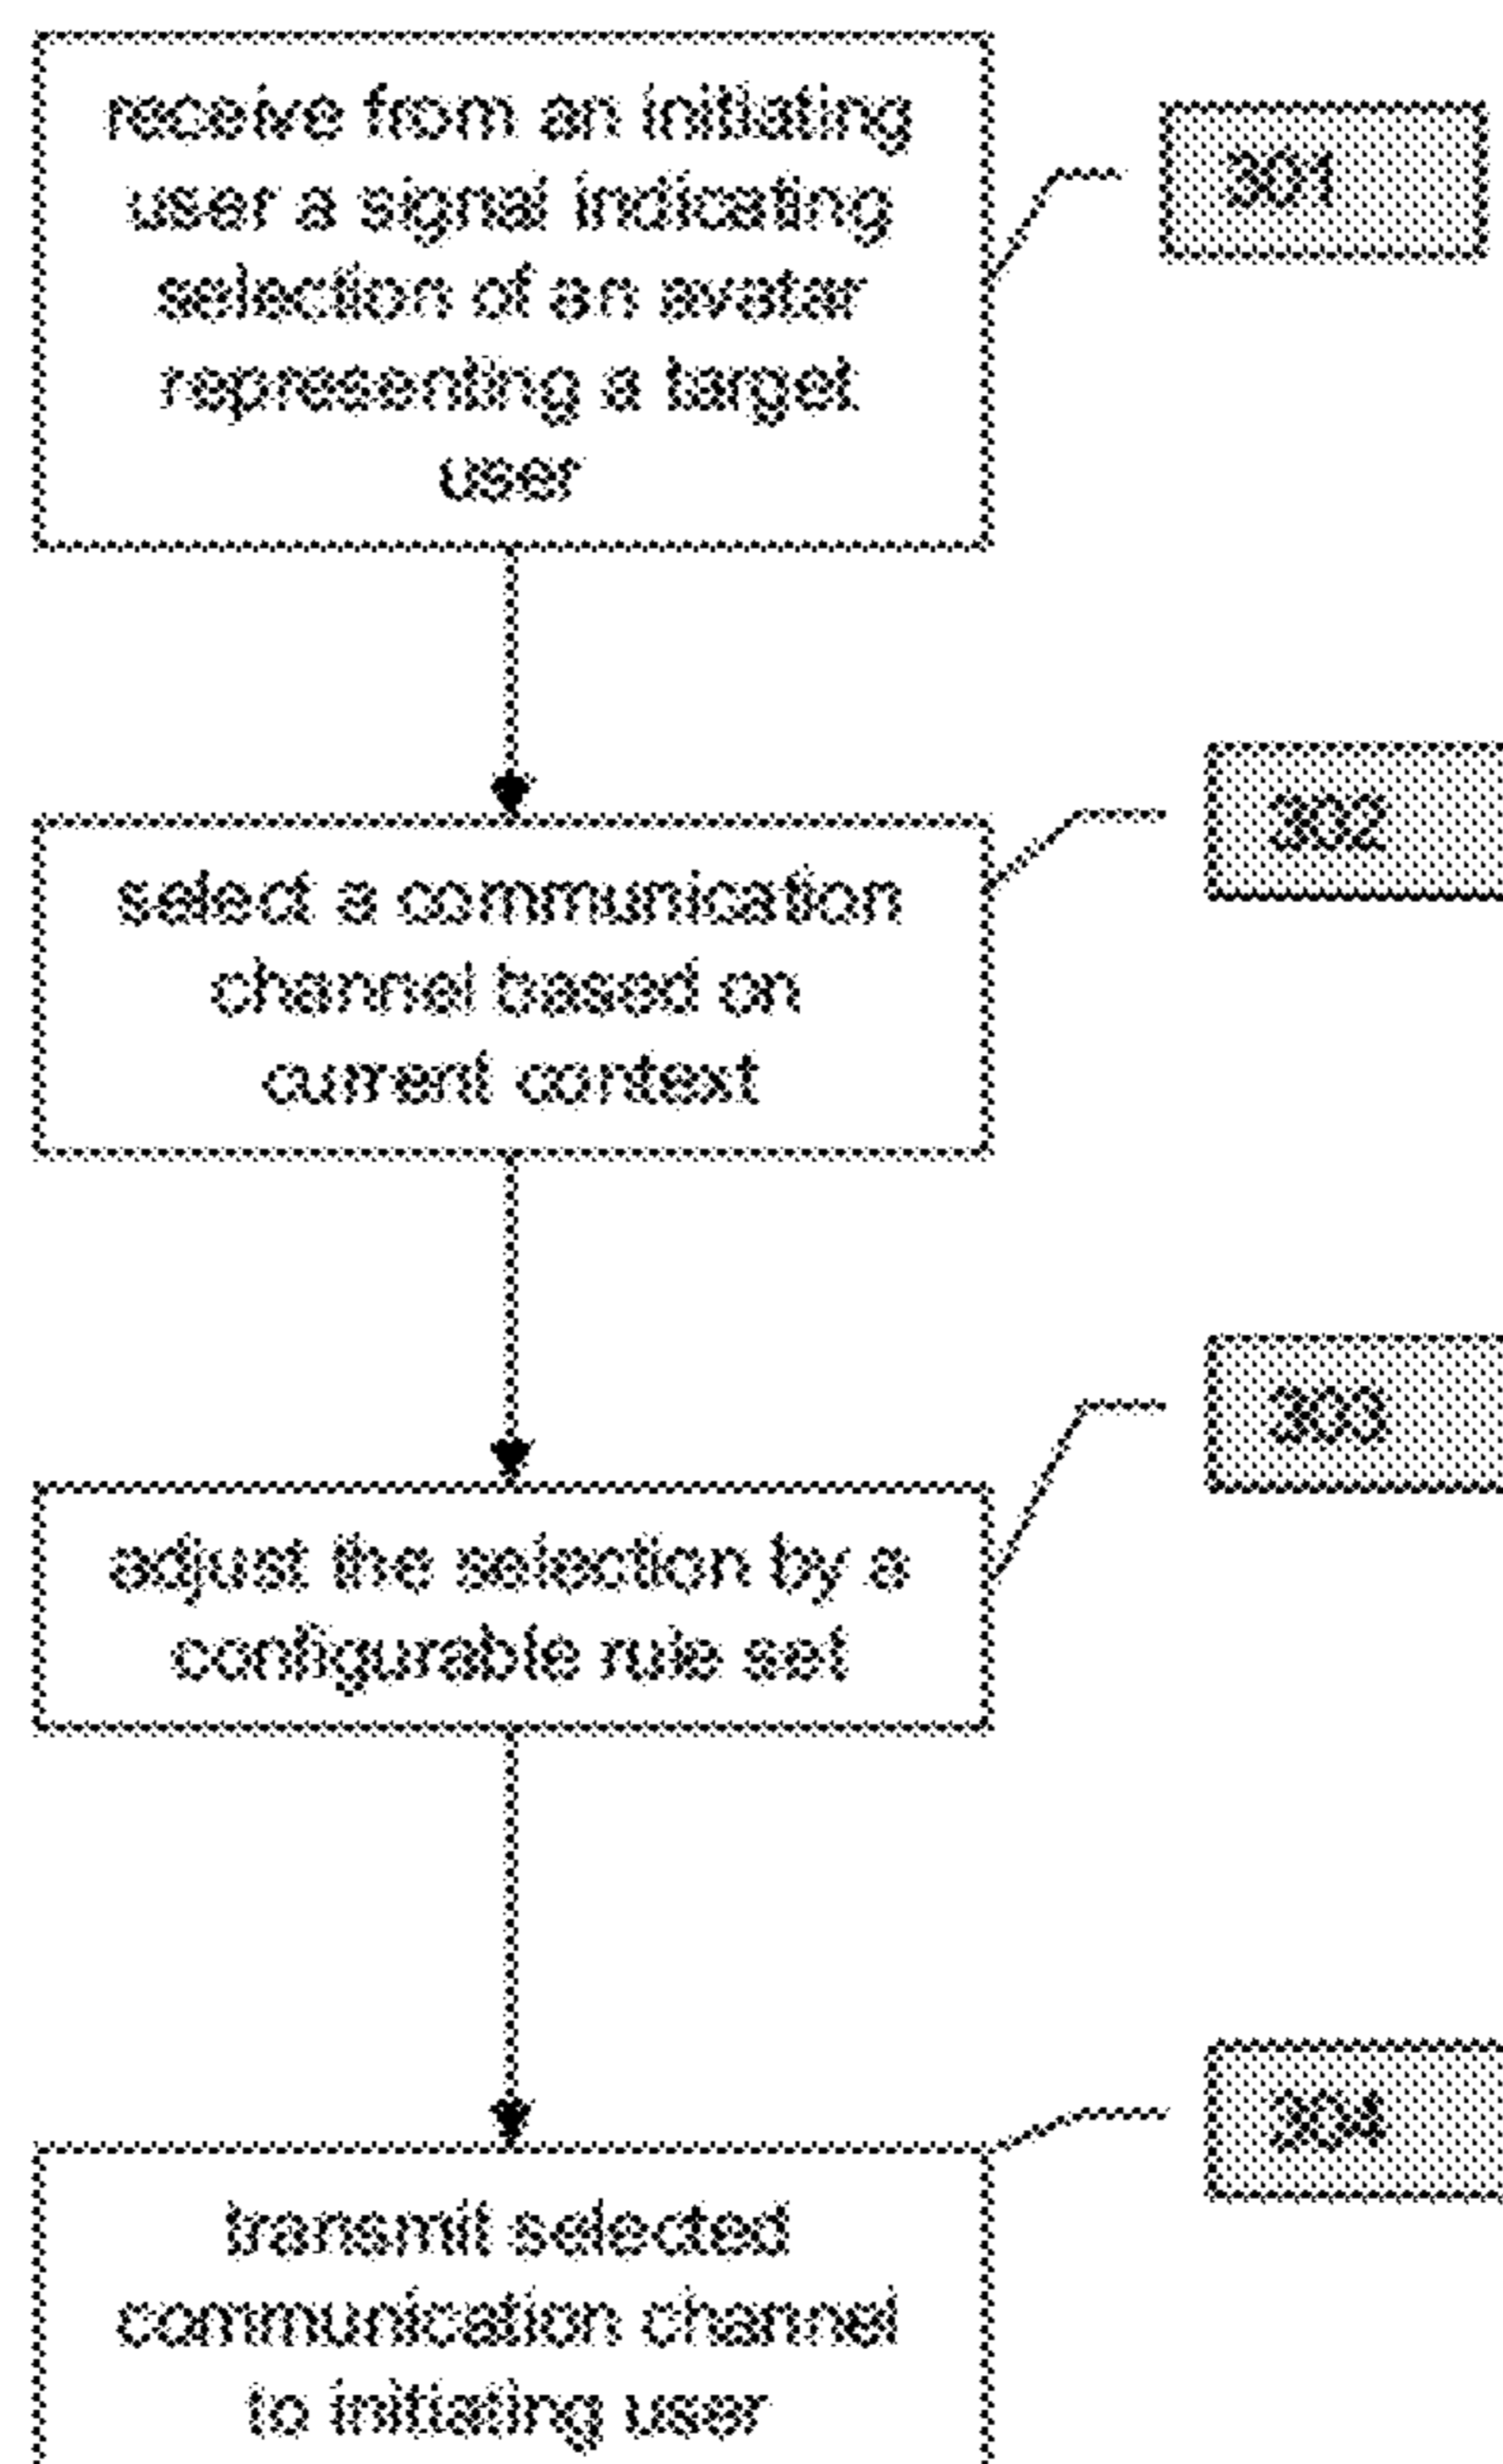 receive from an initiating
user a signal indicating
selection of an avatar
representing a target
user
301
select a communication
channel based on
current context
302
adjust the selection by a
configurable rule set
303
transmit selected
communication channel
to initiating user
304